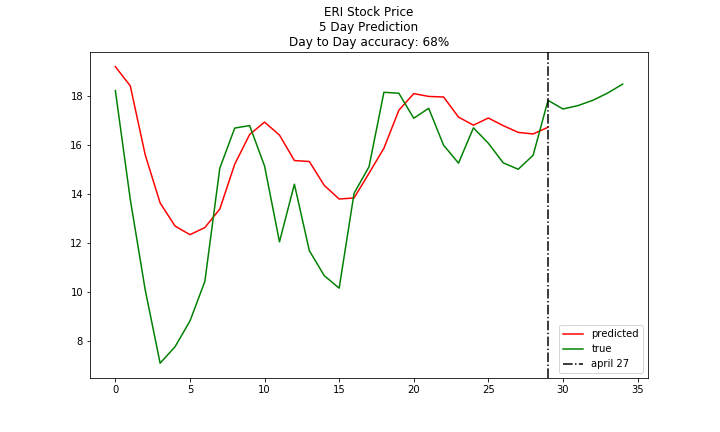 ERI Stock Price
5 Day Prediction
Day to Day accuracy: 68%
18
16
14
12
10
8
0 5 10 15 20 25 30 35
predicted
true
april 27